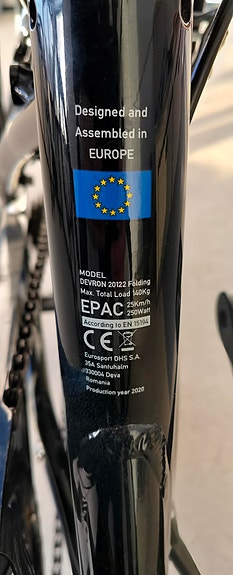 Designed and
Assembled in
EUROPE
MODEL
DEVRON 20122 Folding
Max. Total Load 140Kg
EPAC 25Km/h
250Watt
According to EN 15194
CE
Eurosport DHS S.A.
35A Santuhalm
330004 Deva
Romania
Production year 2020